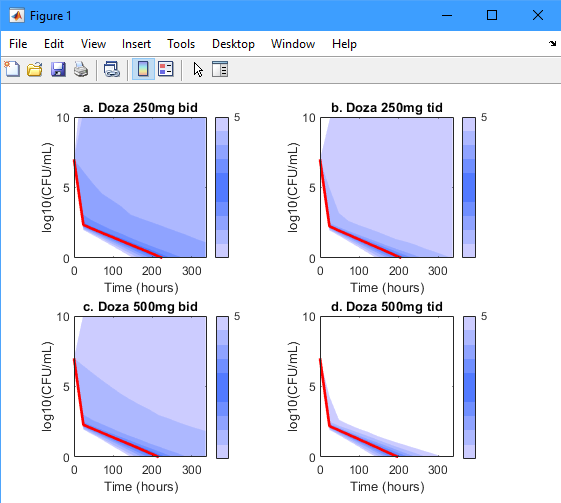 Figure 1
File Edit View Insert Tools Desktop Window Help
a. Doza 250mg bid
log10(CFU/mL)
10
5
0
0 100 200 300
Time (hours)
5
b. Doza 250mg tid
log10(CFU/mL)
10
5
0
0 100 200 300
Time (hours)
5
c. Doza 500mg bid
log10(CFU/mL)
10
5
0
0 100 200 300
Time (hours)
5
d. Doza 500mg tid
log10(CFU/mL)
10
5
0
0 100 200 300
Time (hours)
5